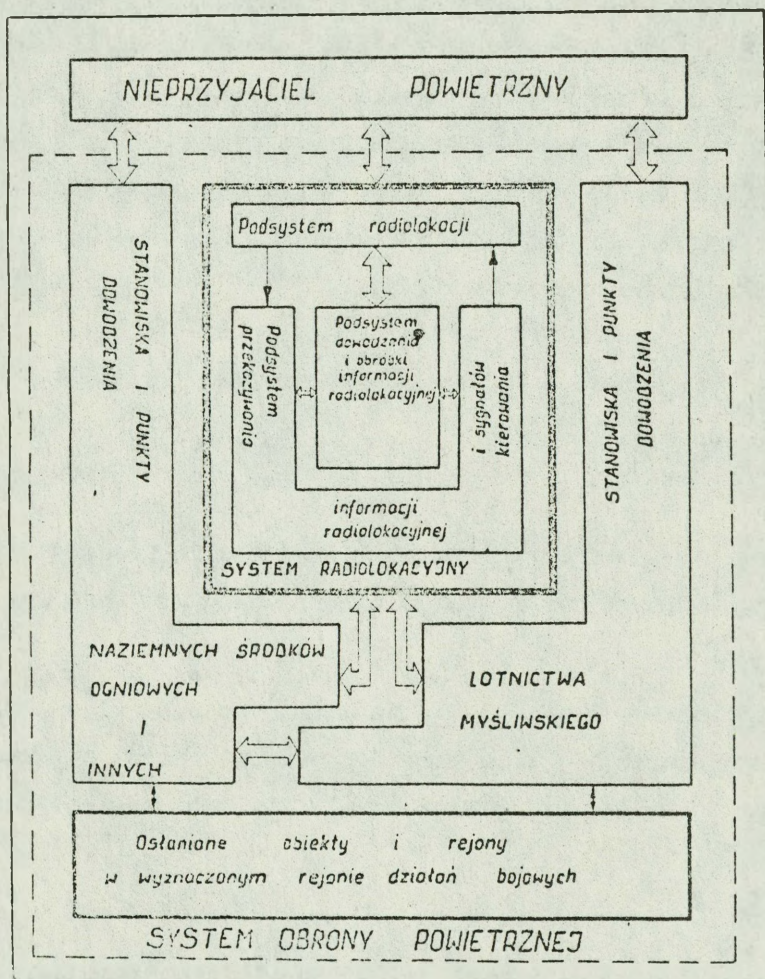 NIEPRZYJACIEL POWIETRZNY
STANOWISKA I PUNKTY
DOWODZENIA
Podsystem radiolokacji
Podsystem
przekazywania
Podsystem
dowodzenia
i obróbki
informacji
radiolokacyjnej
i sygnałów
kierowania
informacji
radiolokacyjnej
SYSTEM RADIOLOKACYJNY
STANOWISKA I PUNKTY
DOWODZENIA
NAZIEMNYCH ŚRODKÓW
OGNIOWYCH
I
INNYCH
LOTNICTWA
MYŚLIWSKIEGO
Osłaniane obiekty i rejony
w wyznaczonym rejonie działań bojowych
SYSTEM OBRONY POWIETRZNEJ